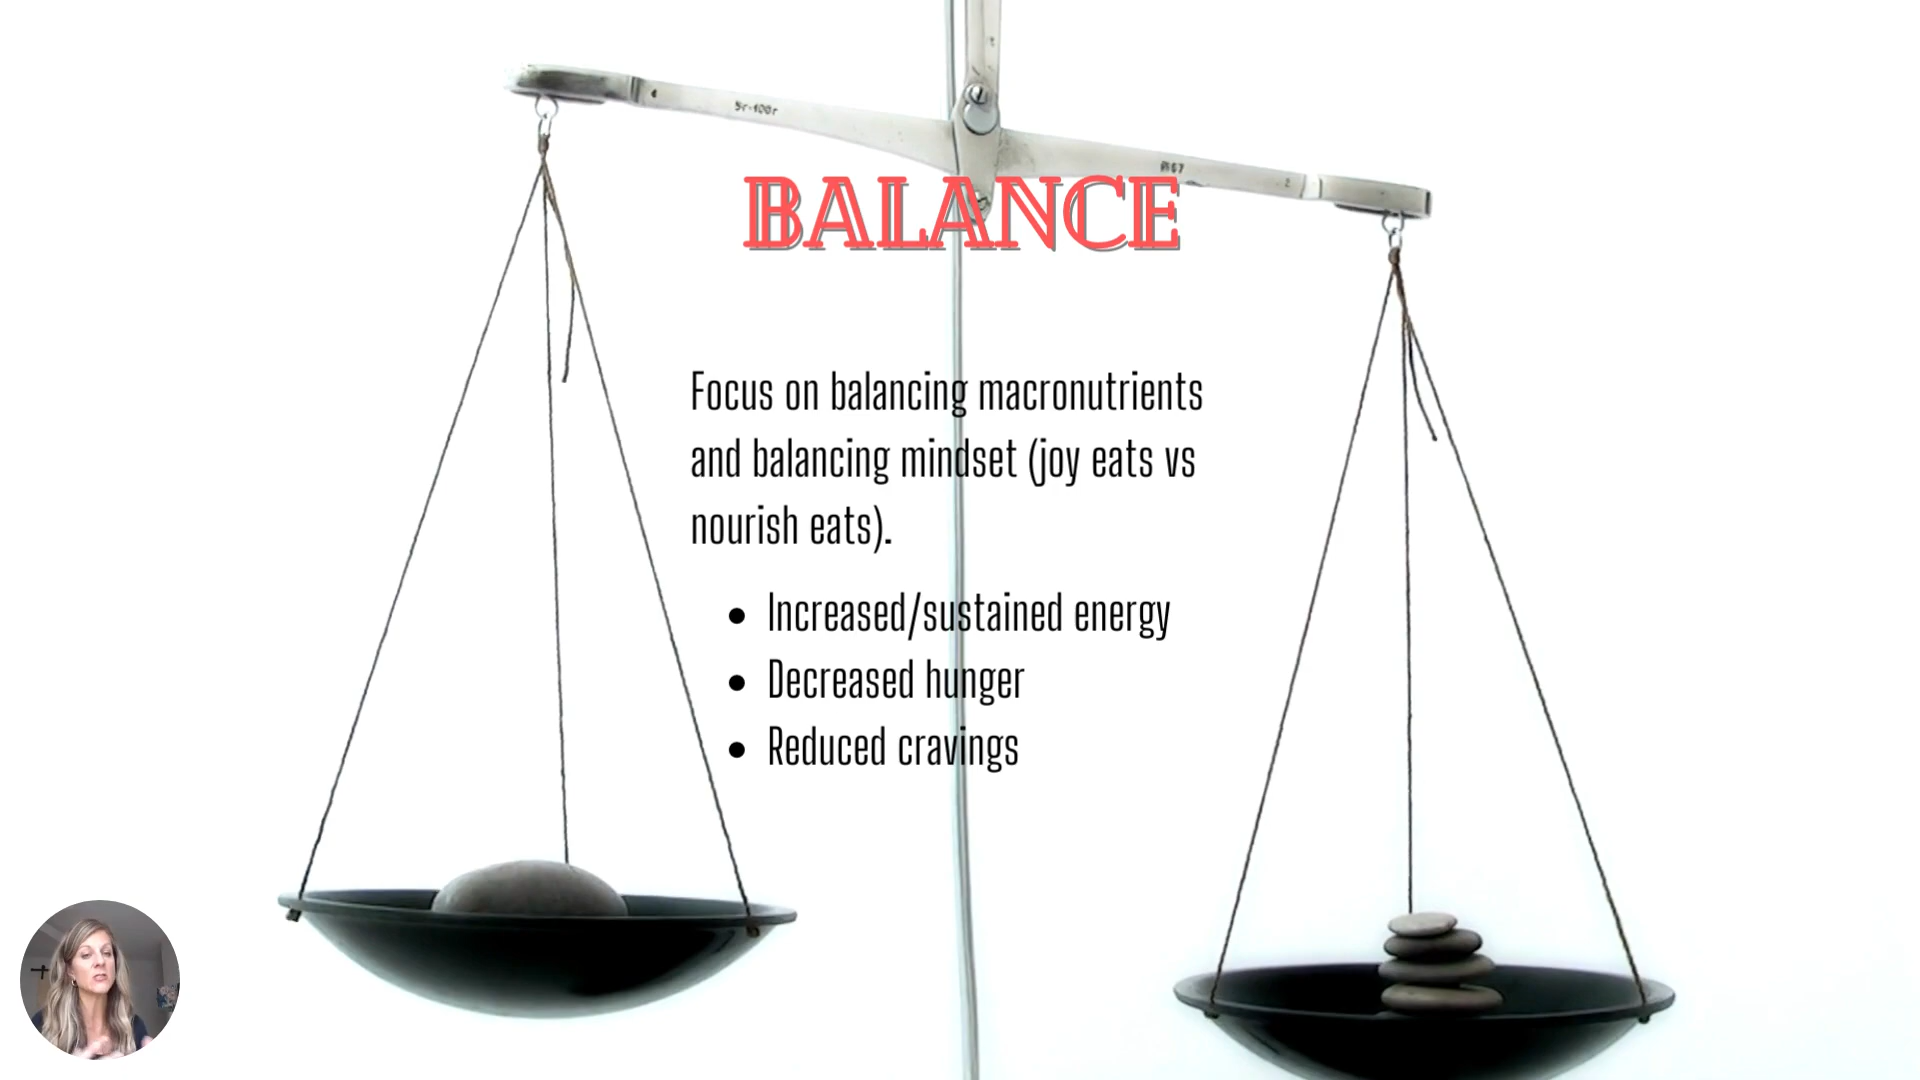 BALANCE
Focus on balancing macronutrients
and balancing mindset (joy eats vs
nourish eats).
• Increased/sustained energy
• Decreased hunger
• Reduced cravings